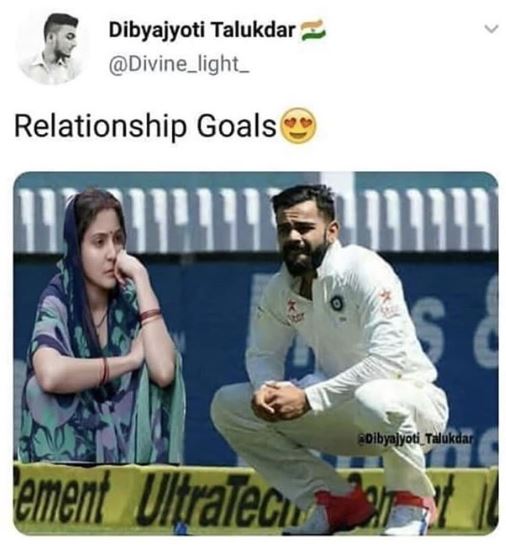 Dibyajyoti Talukdar
@Divine_light_
Relationship Goals
@Dibyajyoti_Talukdar
ement UltraTech